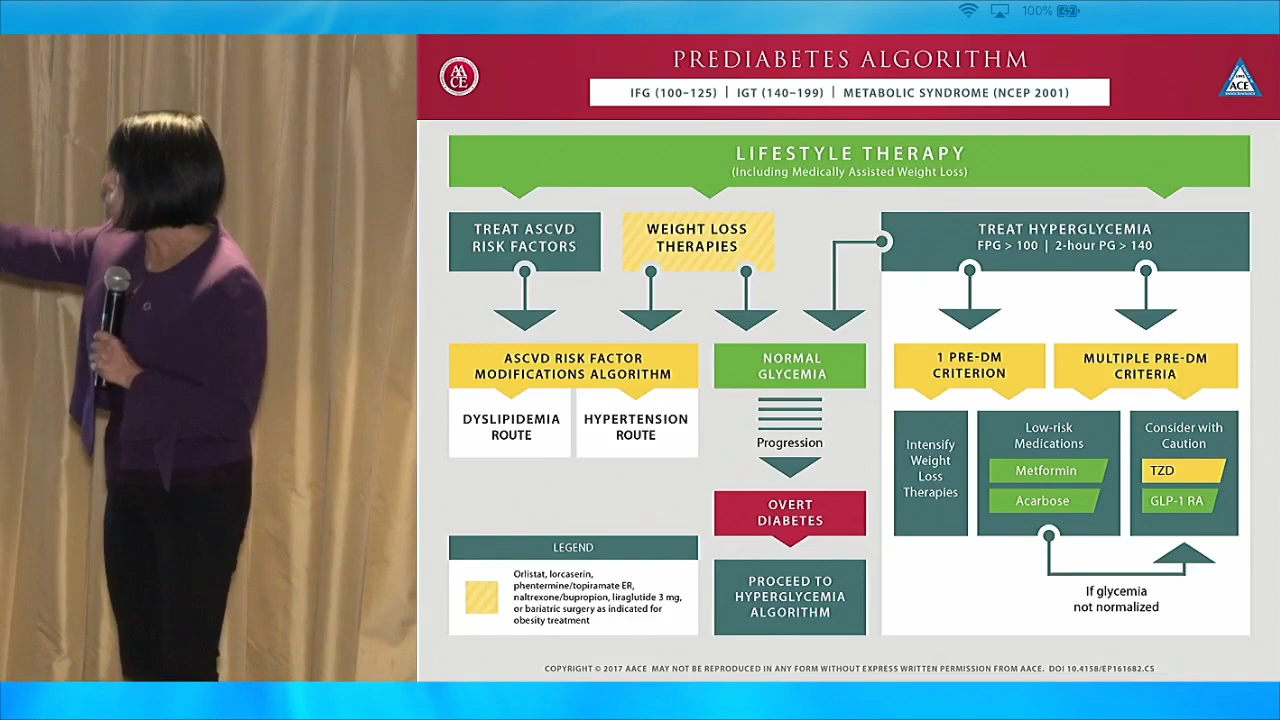 100%
PREDIABETES ALGORITHM
IFG (100–125) | IGT (140–199) | METABOLIC SYNDROME (NCEP 2001)
AA
CE
ACE
LIFESTYLE THERAPY
(Including Medically Assisted Weight Loss)
TREAT ASCVD
RISK FACTORS
WEIGHT LOSS
THERAPIES
TREAT HYPERGLYCEMIA
FPG > 100 | 2-hour PG > 140
ASCVD RISK FACTOR
MODIFICATIONS ALGORITHM
DYSLIPIDEMIA
ROUTE
HYPERTENSION
ROUTE
NORMAL
GLYCEMIA
Progression
OVERT
DIABETES
PROCEED TO
HYPERGLYCEMIA
ALGORITHM
1 PRE-DM
CRITERION
MULTIPLE PRE-DM
CRITERIA
Intensify
Weight
Loss
Therapies
Low-risk
Medications
Metformin
Acarbose
Consider with
Caution
TZD
GLP-1 RA
If glycemia
not normalized
LEGEND
Orlistat, lorcaserin,
phentermine/topiramate ER,
naltrexone/bupropion, liraglutide 3 mg,
or bariatric surgery as indicated for
obesity treatment
COPYRIGHT © 2017 AACE MAY NOT BE REPRODUCED IN ANY FORM WITHOUT EXPRESS WRITTEN PERMISSION FROM AACE. DOI 10.4158/EP161682.CS